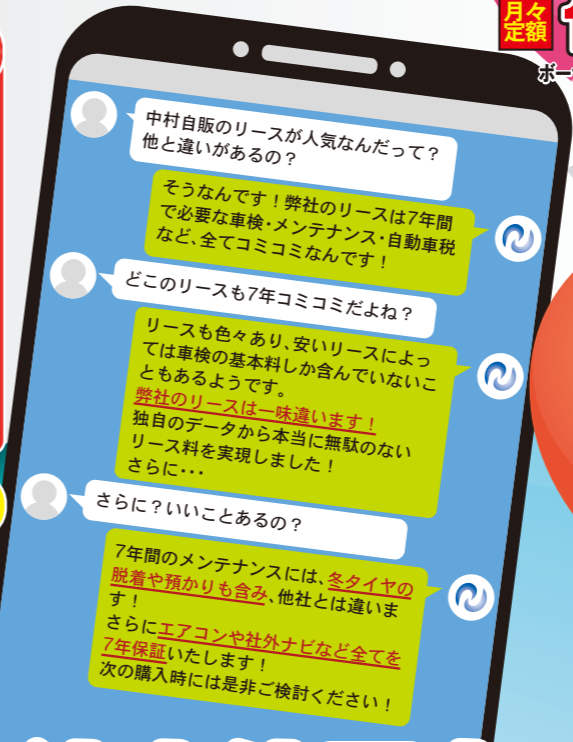 月々
定額
ボー
中村自販のリースが人気なんだって？
他と違いがあるの？
そうなんです！弊社のリースは7年間
で必要な車検･メンテナンス･自動車税
など､全てコミコミなんです！
どこのリースも7年コミコミだよね？
リースも色々あり､安いリースによっ
ては車検の基本料しか含んでいないこ
ともあるようです。
弊社のリースは一味違います！
独自のデータから本当に無駄のない
リース料を実現しました！
さらに･･･
さらに？いいことあるの？
7年間のメンテナンスには､冬タイヤの
脱着や預かりも含み､他社とは違いま
す！
さらにエアコンや社外ナビなど全てを
7年保証いたします！
次の購入時には是非ご検討ください！